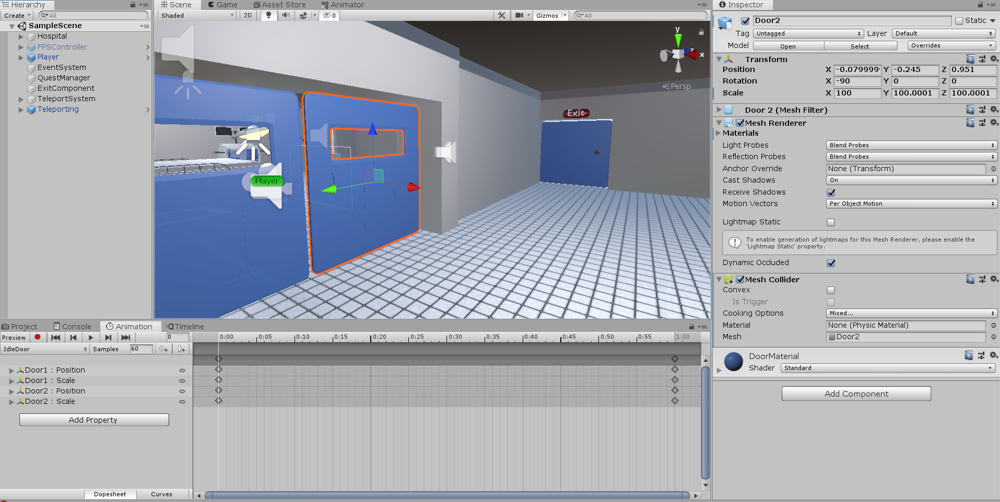 Hierarchy
Create
All
SampleScene
Hospital
FPSController
Player
EventSystem
QuestManager
ExitComponent
TeleportSystem
Teleporting
Scene
Game
Asset Store
Animator
Shaded
2D
0
Gizmos
All
y
z
x
Persp
Exit
Player
Inspector
Door2
Static
Tag
Untagged
Layer
Default
Model
Open
Select
Overrides
Transform
Position
X
-0.079999
Y
-0.245
Z
0.951
Rotation
X
-90
Y
0
Z
0
Scale
X
100
Y
100.0001
Z
100.0001
Door 2 (Mesh Filter)
Mesh Renderer
Materials
Light Probes
Blend Probes
Reflection Probes
Blend Probes
Anchor Override
None (Transform)
Cast Shadows
On
Receive Shadows
Motion Vectors
Per Object Motion
Lightmap Static
To enable generation of lightmaps for this Mesh Renderer, please enable the
'Lightmap Static' property.
Dynamic Occluded
Mesh Collider
Convex
Is Trigger
Cooking Options
Mixed...
Material
None (Physic Material)
Mesh
Door2
DoorMaterial
Shader
Standard
Add Component
Project
Console
Animation
Timeline
Preview
0
0:00
0:05
0:10
0:15
0:20
0:25
0:30
0:35
0:40
0:45
0:50
0:55
1:00
IdleDoor
Samples
60
Door1 : Position
Door1 : Scale
Door2 : Position
Door2 : Scale
Add Property
Dopesheet
Curves